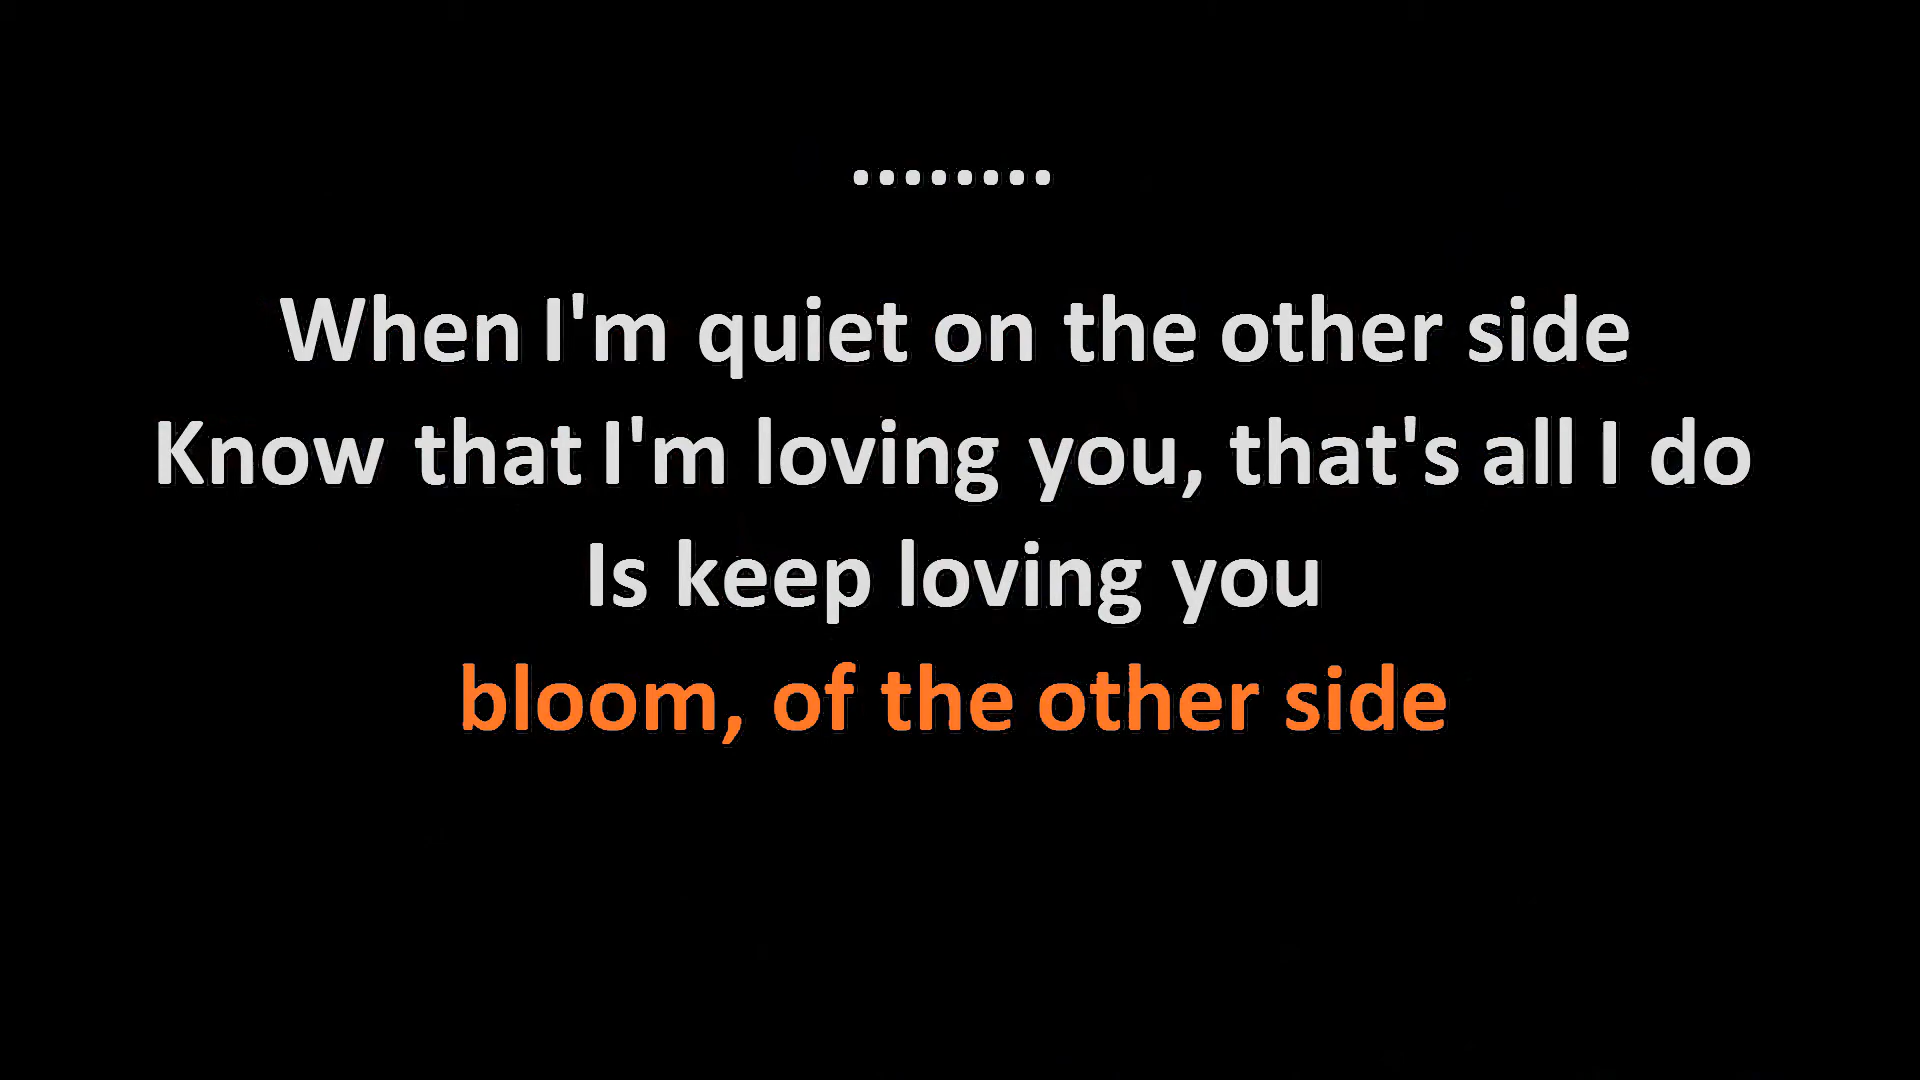 ........
When I'm quiet on the other side
Know that I'm loving you, that's all I do
Is keep loving you
bloom, of the other side